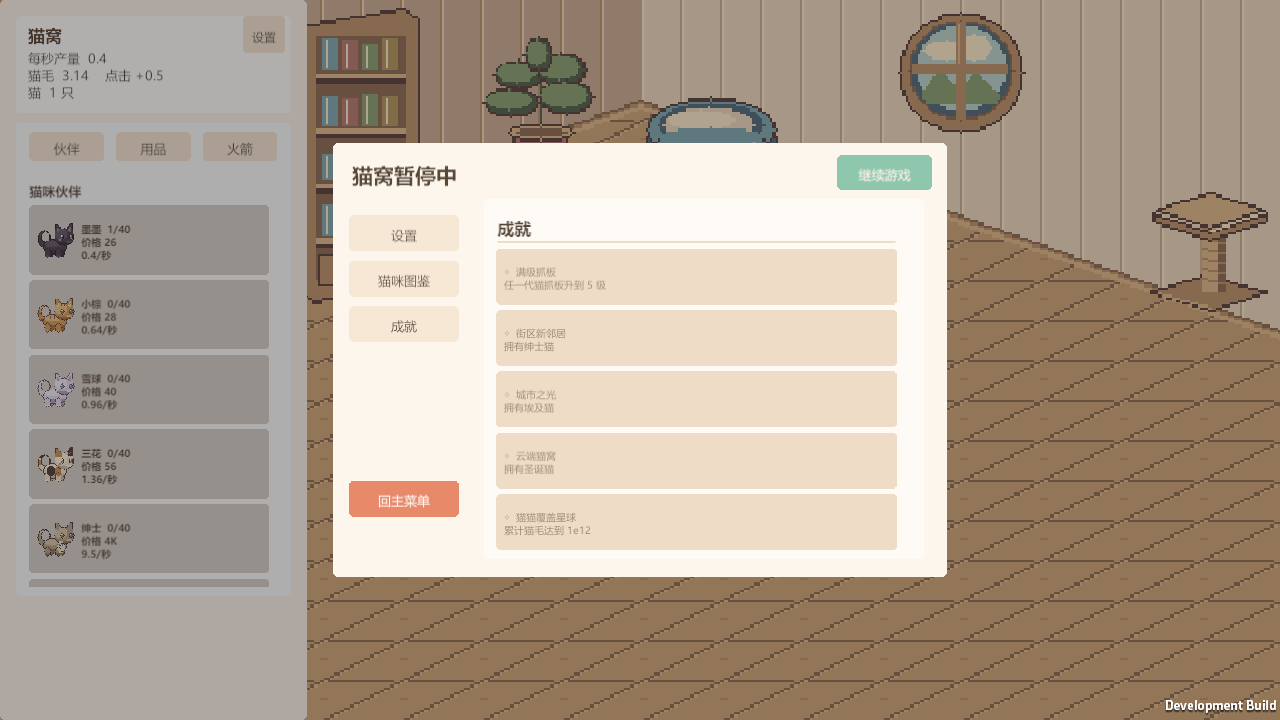 猫窝
设置
每秒产量 0.4
猫毛 3.14 点击 +0.5
猫 1 只
伙伴
用品
火箭
猫咪伙伴
墨墨 1/40
价格 26
0.4/秒
小棕 0/40
价格 28
0.64/秒
雪球 0/40
价格 40
0.96/秒
三花 0/40
价格 56
1.36/秒
绅士 0/40
价格 4K
9.5/秒
猫窝暂停中
继续游戏
设置
猫咪图鉴
成就
回主菜单
成就
◦ 满级抓板
任一代猫抓板升到 5 级
◦ 街区新邻居
拥有绅士猫
◦ 城市之光
拥有埃及猫
◦ 云端猫窝
拥有圣诞猫
◦ 猫猫覆盖星球
累计猫毛达到 1e12
Development Build